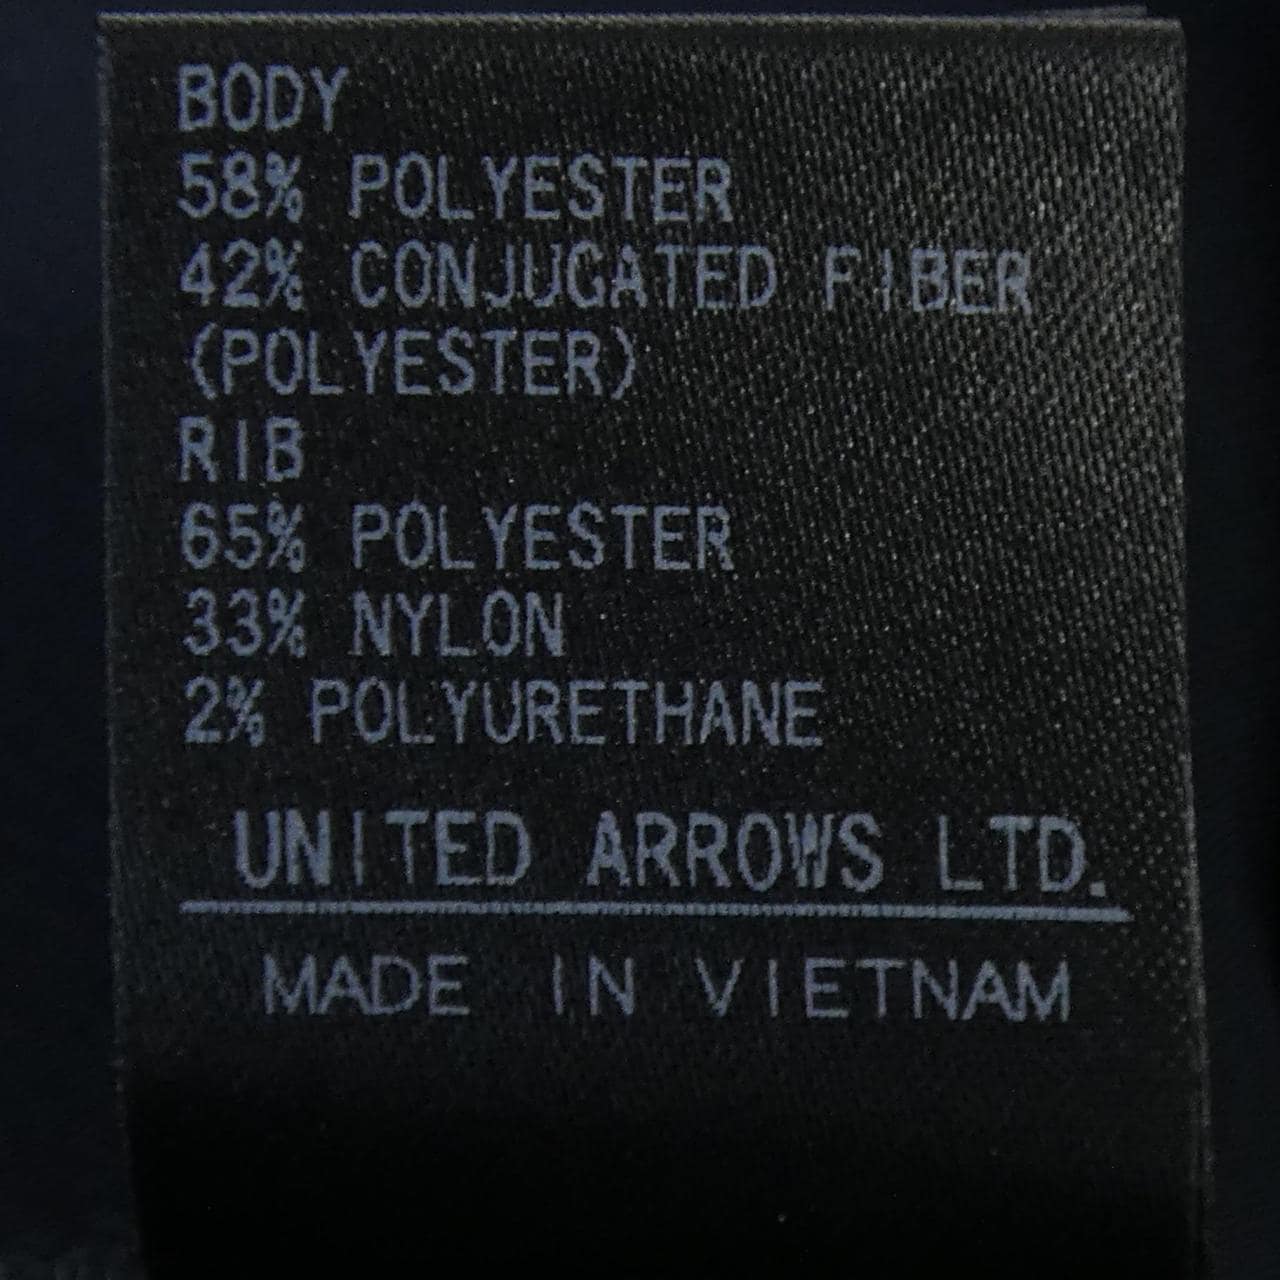 BODY
58% POLYESTER
42% CONJUGATED FIBER
(POLYESTER)
RIB
65% POLYESTER
33% NYLON
2% POLYURETHANE
UNITED ARROWS LTD.
MADE IN VIETNAM